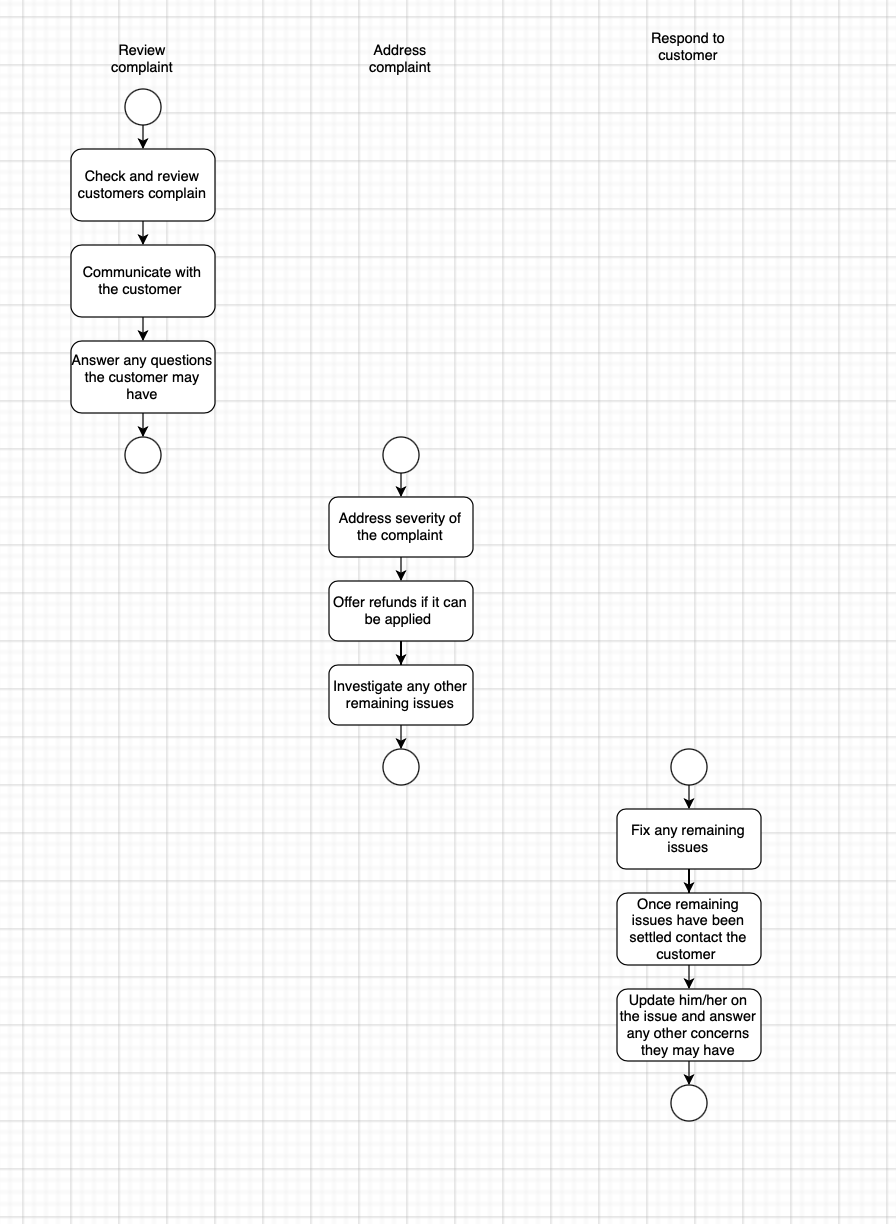 Review
complaint
Address
complaint
Respond to
customer
Check and review
customers complain
Communicate with
the customer
Answer any questions
the customer may
have
Address severity of
the complaint
Offer refunds if it can
be applied
Investigate any other
remaining issues
Fix any remaining
issues
Once remaining
issues have been
settled contact the
customer
Update him/her on
the issue and answer
any other concerns
they may have